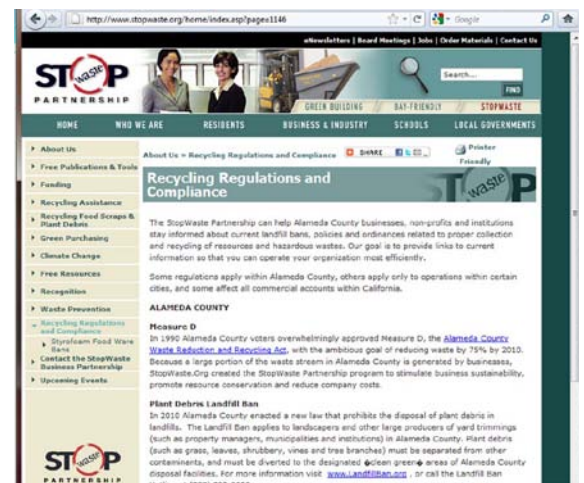 http://www.stopwaste.org/home/index.asp?page=1146
Google
eNewsletters | Board Meetings | Jobs | Order Materials | Contact Us
STOP
waste
PARTNERSHIP
Search...
FIND
GREEN BUILDING // BAY-FRIENDLY // STOPWASTE
HOME WHO WE ARE RESIDENTS BUSINESS & INDUSTRY SCHOOLS LOCAL GOVERNMENTS
About Us
Free Publications & Tools
Funding
Recycling Assistance
Recycling Food Scraps &
Plant Debris
Green Purchasing
Climate Change
Free Resources
Recognition
Waste Prevention
Recycling Regulations
and Compliance
Styrofoam Food Ware
Bans
Contact the StopWaste
Business Partnership
Upcoming Events
STOP
waste
PARTNERSHIP
About Us » Recycling Regulations and Compliance
SHARE
Printer
Friendly
Recycling Regulations and
Compliance
waste P
The StopWaste Partnership can help Alameda County businesses, non-profits and institutions
stay informed about current landfill bans, policies and ordinances related to proper collection
and recycling of resources and hazardous wastes. Our goal is to provide links to current
information so that you can operate your organization most efficiently.
Some regulations apply within Alameda County, others apply only to operations within certain
cities, and some affect all commercial accounts within California.
ALAMEDA COUNTY
Measure D
In 1990 Alameda County voters overwhelmingly approved Measure D, the Alameda County
Waste Reduction and Recycling Act, with the ambitious goal of reducing waste by 75% by 2010.
Because a large portion of the waste stream in Alameda County is generated by businesses,
StopWaste.Org created the StopWaste Partnership program to stimulate business sustainability,
promote resource conservation and reduce company costs.
Plant Debris Landfill Ban
In 2010 Alameda County enacted a new law that prohibits the disposal of plant debris in
landfills. The Landfill Ban applies to landscapers and other large producers of yard trimmings
(such as property managers, municipalities and institutions) in Alameda County. Plant debris
(such as grass, leaves, shrubbery, vines and tree branches) must be separated from other
contaminents, and must be diverted to the designated �clean green� areas of Alameda County
disposal facilities. For more information visit www.LandfillBan.org , or call the Landfill Ban